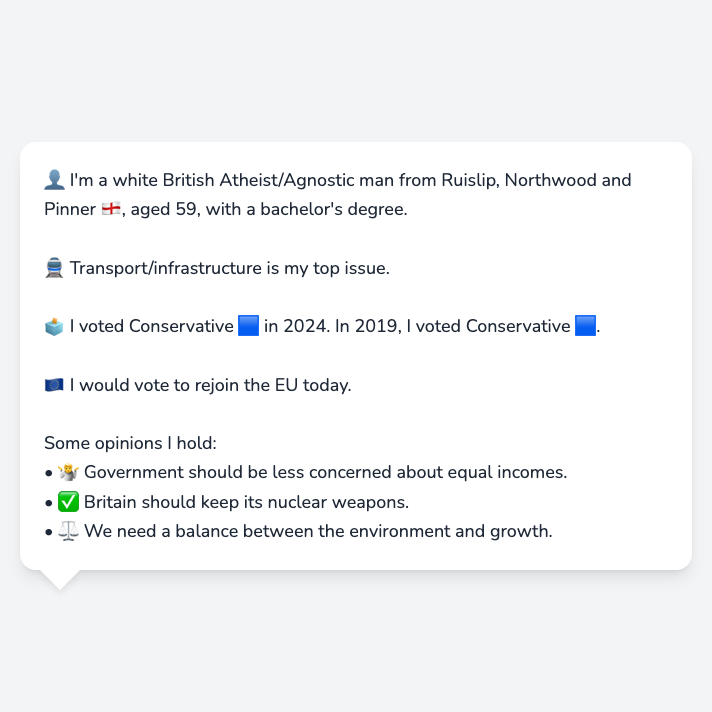 👤 I'm a white British Atheist/Agnostic man from Ruislip, Northwood and
Pinner 🏴󠁧󠁢󠁥󠁮󠁧󠁿, aged 59, with a bachelor's degree.
🚆 Transport/infrastructure is my top issue.
🗳️ I voted Conservative 🟦 in 2024. In 2019, I voted Conservative 🟦.
🇪🇺 I would vote to rejoin the EU today.
Some opinions I hold:
• 🤷 Government should be less concerned about equal incomes.
• ✅ Britain should keep its nuclear weapons.
• ⚖️ We need a balance between the environment and growth.